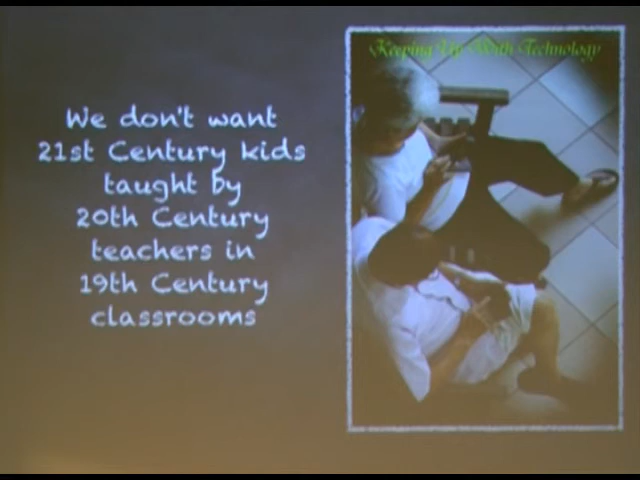 Keeping Up With Technology
We don't want
21st Century kids
taught by
20th Century
teachers in
19th Century
classrooms